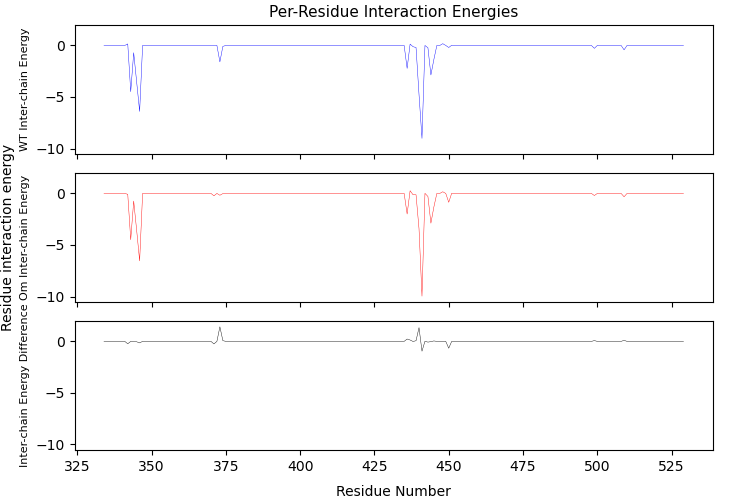 Per-Residue Interaction Energies
Residue interaction energy
WT Inter-chain Energy
0
−5
−10
Om Inter-chain Energy
0
−5
−10
Inter-chain Energy Difference
0
−5
−10
325 350 375 400 425 450 475 500 525
Residue Number